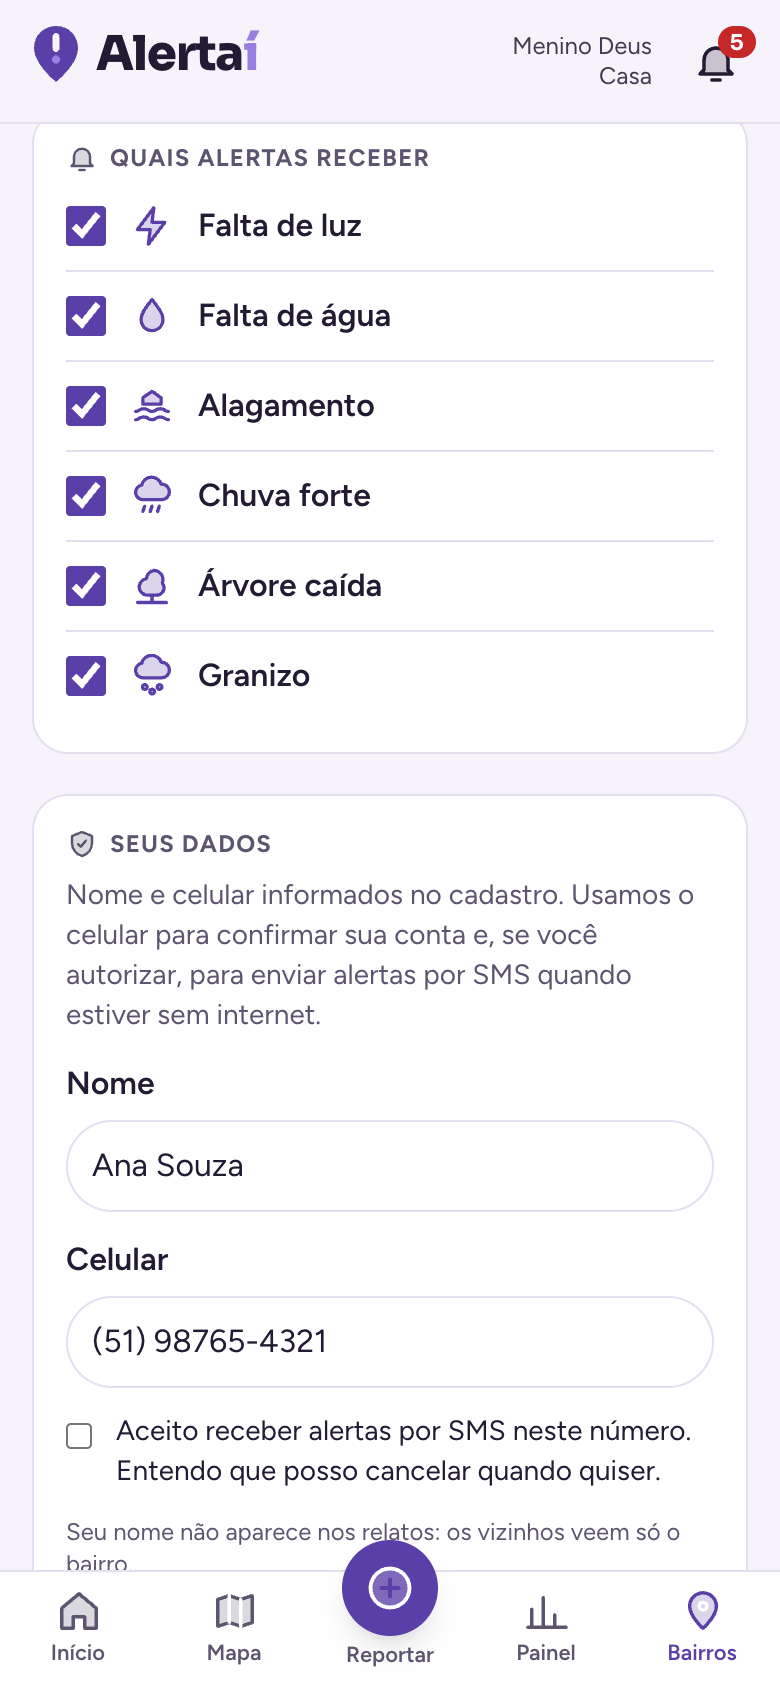 Alertaí
Menino Deus
Casa
5
QUAIS ALERTAS RECEBER
Falta de luz
Falta de água
Alagamento
Chuva forte
Árvore caída
Granizo
SEUS DADOS
Nome e celular informados no cadastro. Usamos o
celular para confirmar sua conta e, se você
autorizar, para enviar alertas por SMS quando
estiver sem internet.
Nome
Ana Souza
Celular
(51) 98765-4321
Aceito receber alertas por SMS neste número.
Entendo que posso cancelar quando quiser.
Seu nome não aparece nos relatos: os vizinhos veem só o
bairro.
Início
Mapa
Reportar
Painel
Bairros